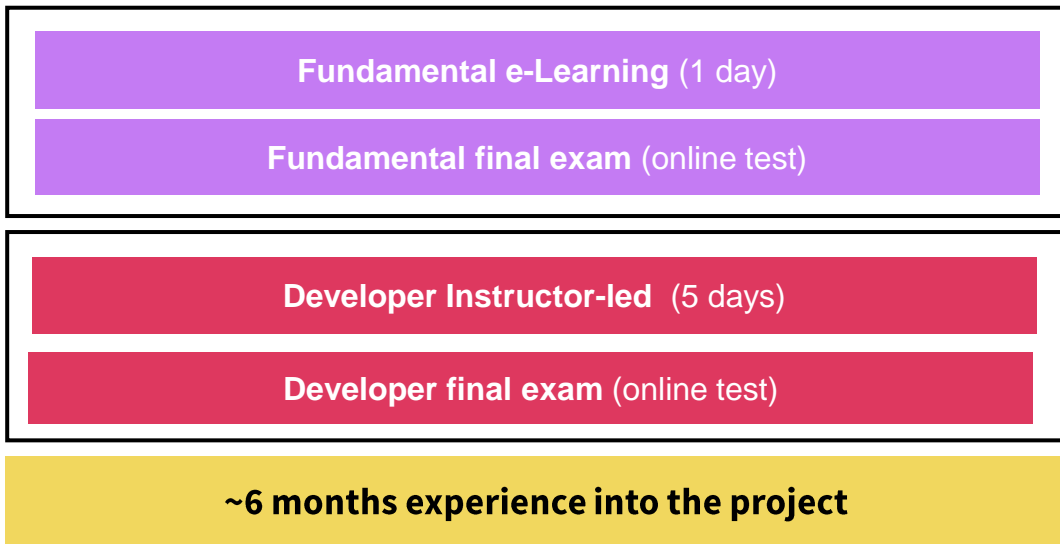 Fundamental e-Learning (1 day)
Fundamental final exam (online test)
Developer Instructor-led (5 days)
Developer final exam (online test)
~6 months experience into the project